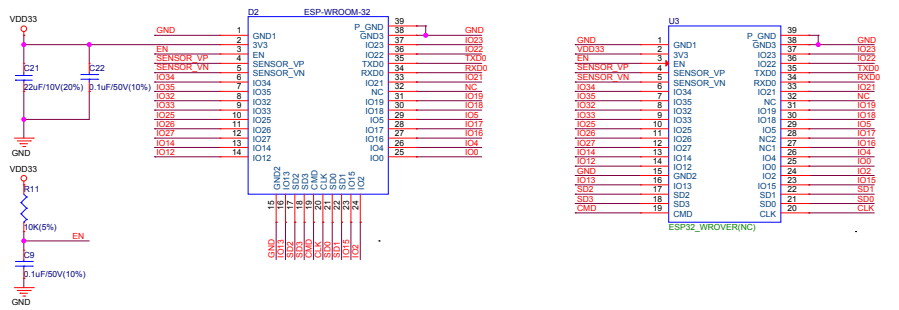 VDD33
C21
22uF/10V(20%)
C22
0.1uF/50V(10%)
GND
VDD33
R11
10K(5%)
EN
C9
0.1uF/50V(10%)
GND
D2 ESP-WROOM-32
GND 1 GND1
2 3V3
EN 3 EN
SENSOR_VP 4 SENSOR_VP
SENSOR_VN 5 SENSOR_VN
IO34 6 IO34
IO35 7 IO35
IO32 8 IO32
IO33 9 IO33
IO25 10 IO25
IO26 11 IO26
IO27 12 IO27
IO14 13 IO14
IO12 14 IO12
P_GND 39
GND3 38 GND
IO23 37 IO23
IO22 36 IO22
TXD0 35 TXD0
RXD0 34 RXD0
IO21 33 IO21
NC 32 NC
IO19 31 IO19
IO18 30 IO18
IO5 29 IO5
IO17 28 IO17
IO16 27 IO16
IO4 26 IO4
IO0 25 IO0
GND2 15 GND
IO13 16 IO13
SD2 17 SD2
SD3 18 SD3
CMD 19 CMD
CLK 20 CLK
SD0 21 SD0
SD1 22 SD1
IO15 23 IO15
IO2 24 IO2
U3
GND 1 GND1
VDD33 2 3V3
EN 3 EN
SENSOR_VP 4 SENSOR_VP
SENSOR_VN 5 SENSOR_VN
IO34 6 IO34
IO35 7 IO35
IO32 8 IO32
IO33 9 IO33
IO25 10 IO25
IO26 11 IO26
IO27 12 IO27
IO14 13 IO14
IO12 14 IO12
GND 15 GND2
IO13 16 IO13
SD2 17 SD2
SD3 18 SD3
CMD 19 CMD
P_GND 39
GND3 38 GND
IO23 37 IO23
IO22 36 IO22
TXD0 35 TXD0
RXD0 34 RXD0
IO21 33 IO21
NC 32 NC
IO19 31 IO19
IO18 30 IO18
IO5 29 IO5
NC2 28 IO17
NC1 27 IO16
IO4 26 IO4
IO0 25 IO0
IO2 24 IO2
IO15 23 IO15
SD1 22 SD1
SD0 21 SD0
CLK 20 CLK
ESP32_WROVER(NC)